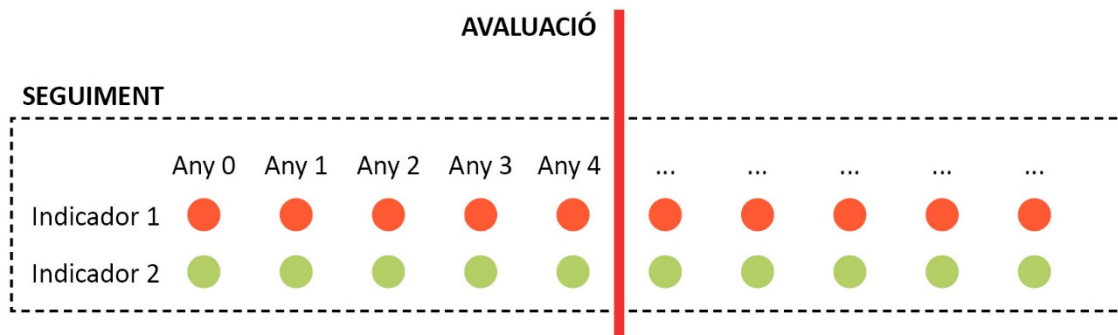 AVALUACIÓ
SEGUIMENT
Any 0 Any 1 Any 2 Any 3 Any 4 ... ... ... ... ...
Indicador 1
Indicador 2